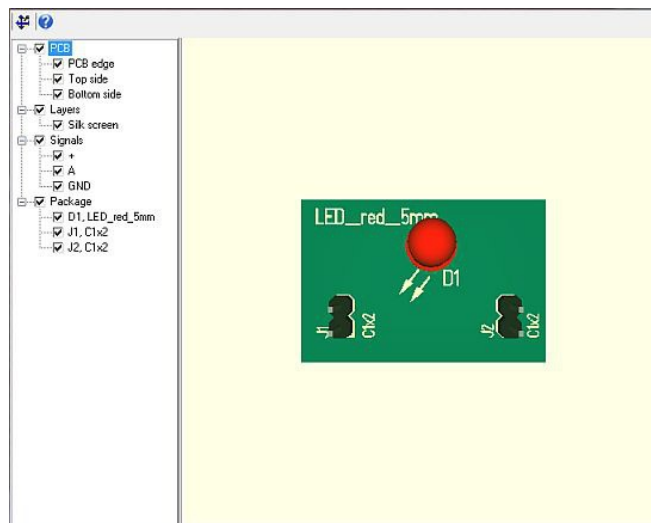 PCB
PCB edge
Top side
Bottom side
Layers
Silk screen
Signals
+
A
GND
Package
D1, LED_red_5mm
J1, C1x2
J2, C1x2
LED_red_5mm
D1
J1
C1x2
J2
C1x2